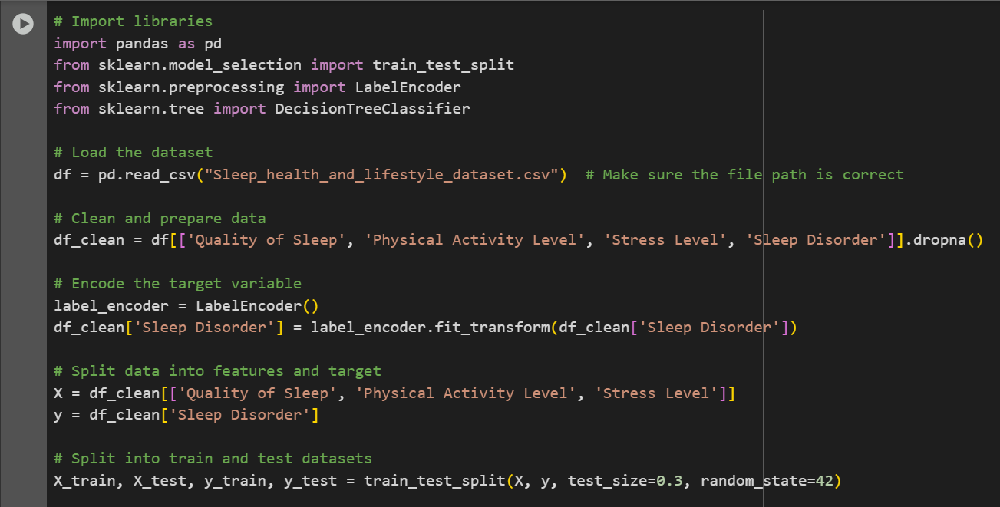 # Import libraries
import pandas as pd
from sklearn.model_selection import train_test_split
from sklearn.preprocessing import LabelEncoder
from sklearn.tree import DecisionTreeClassifier
# Load the dataset
df = pd.read_csv("Sleep_health_and_lifestyle_dataset.csv")  # Make sure the file path is correct
# Clean and prepare data
df_clean = df[['Quality of Sleep', 'Physical Activity Level', 'Stress Level', 'Sleep Disorder']].dropna()
# Encode the target variable
label_encoder = LabelEncoder()
df_clean['Sleep Disorder'] = label_encoder.fit_transform(df_clean['Sleep Disorder'])
# Split data into features and target
X = df_clean[['Quality of Sleep', 'Physical Activity Level', 'Stress Level']]
y = df_clean['Sleep Disorder']
# Split into train and test datasets
X_train, X_test, y_train, y_test = train_test_split(X, y, test_size=0.3, random_state=42)